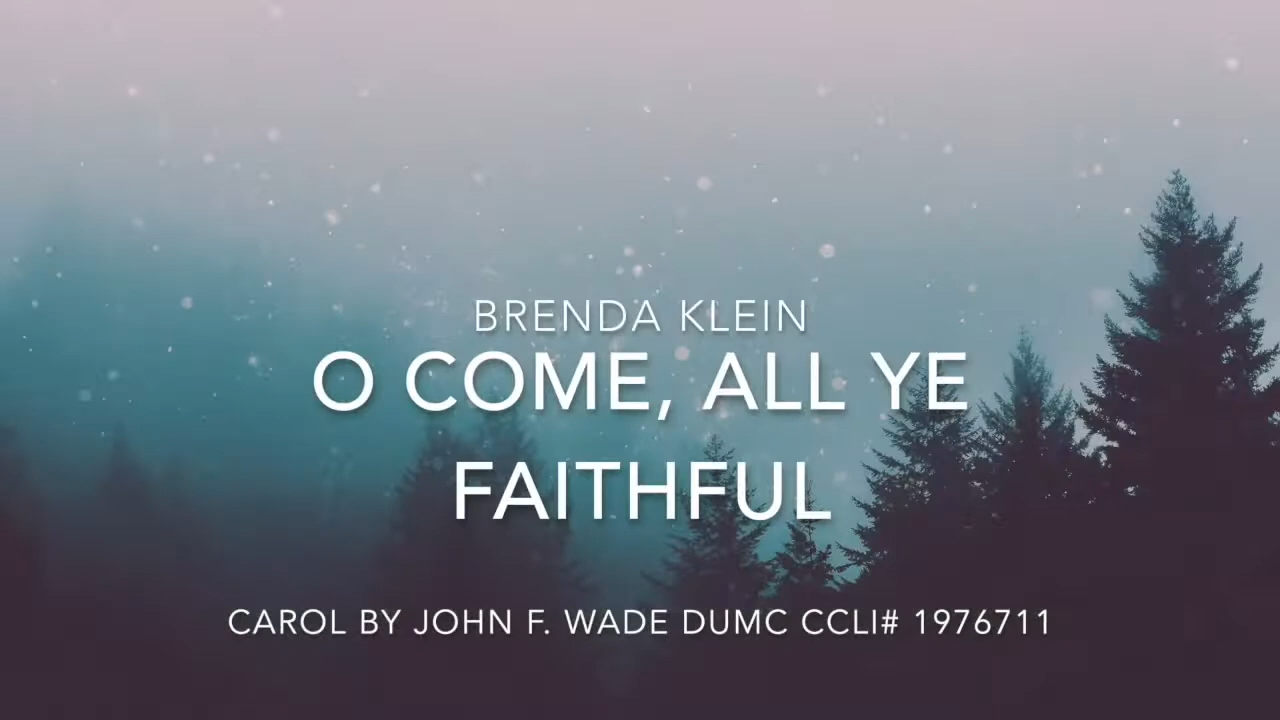 BRENDA KLEIN
O COME, ALL YE
FAITHFUL
CAROL BY JOHN F. WADE DUMC CCLI# 1976711